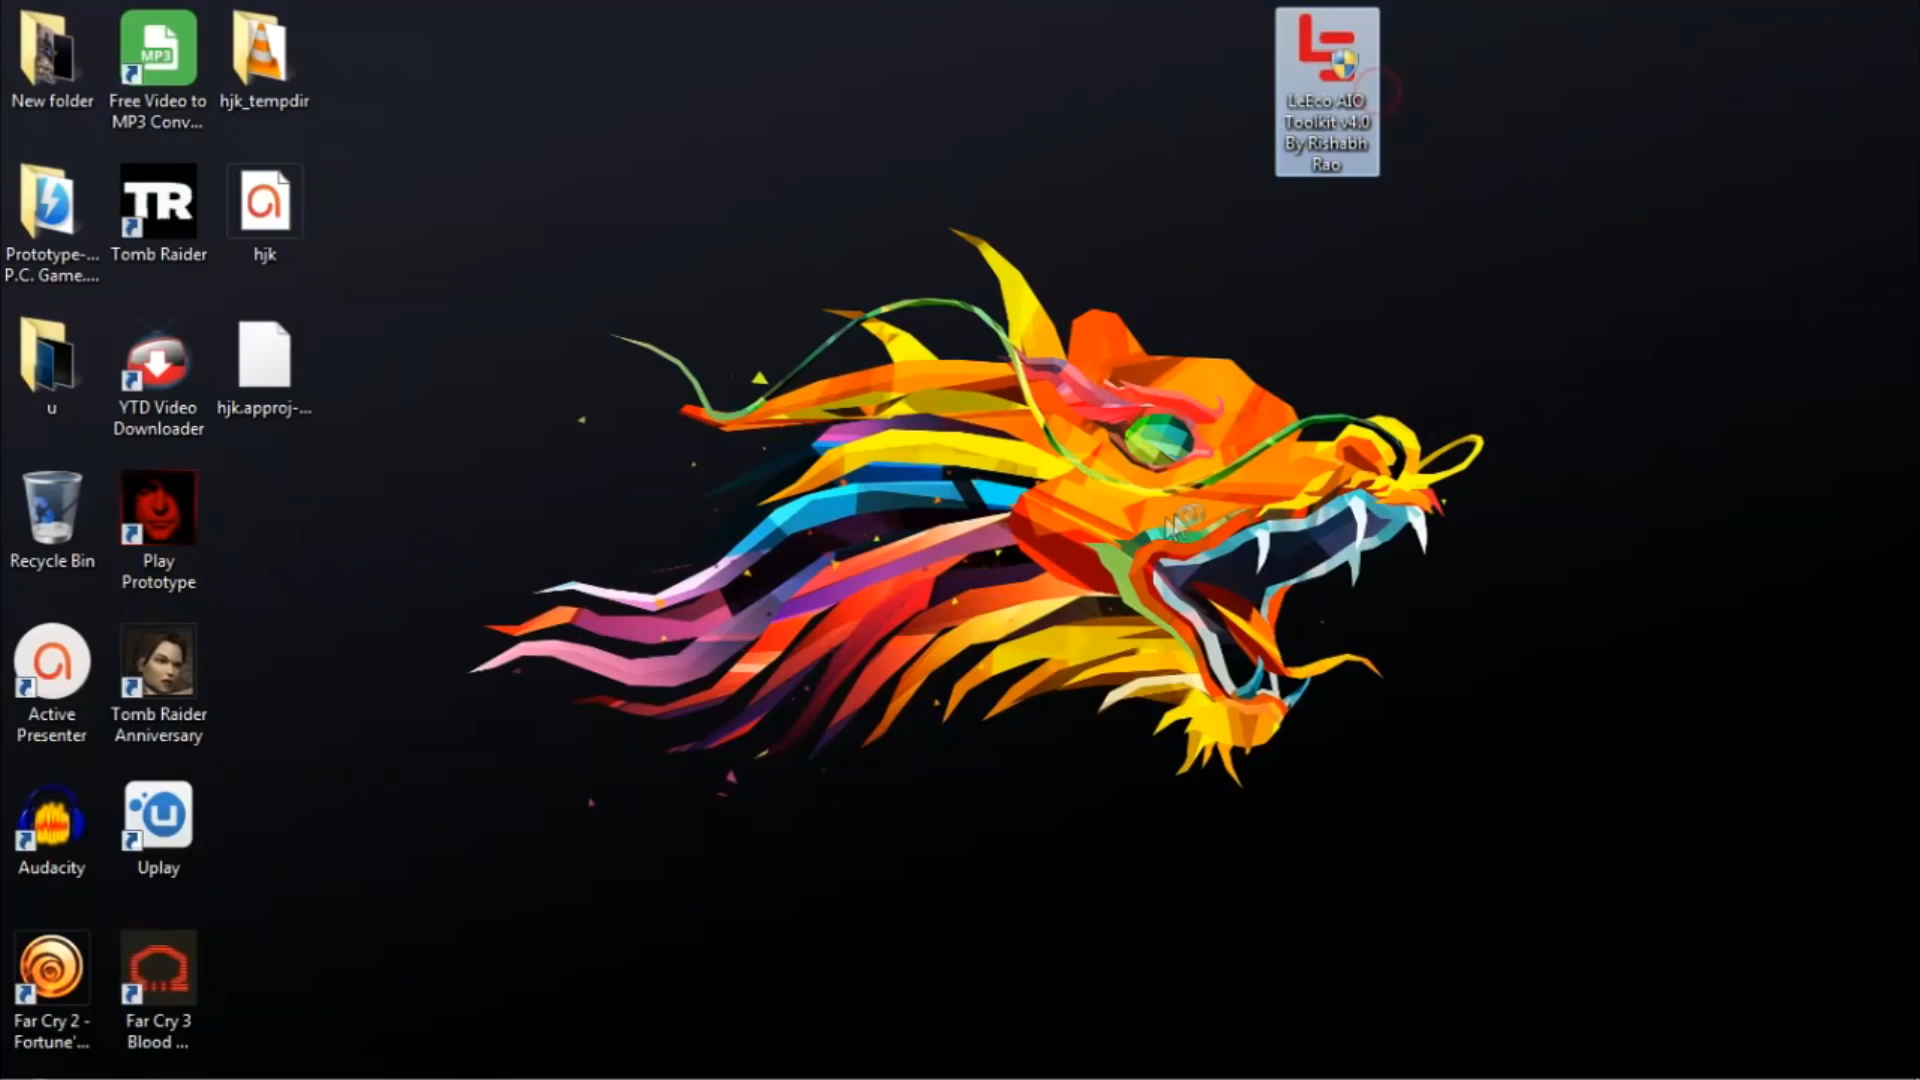 New folder
Free Video to
MP3 Conv...
MP3
hjk_tempdir
LeEco AIO
Toolkit v4.0
By Rishabh
Rao
Prototype-...
P.C. Game....
TR
Tomb Raider
hjk
u
YTD Video
Downloader
hjk.approj-...
Recycle Bin
Play
Prototype
Active
Presenter
Tomb Raider
Anniversary
Audacity
Uplay
Far Cry 2 -
Fortune'...
Far Cry 3
Blood ...